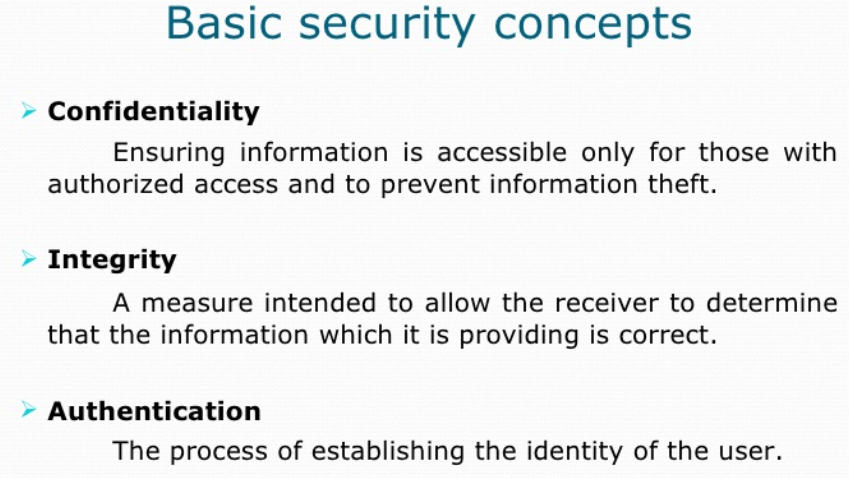 Basic security concepts
Confidentiality
Ensuring information is accessible only for those with
authorized access and to prevent information theft.
Integrity
A measure intended to allow the receiver to determine
that the information which it is providing is correct.
Authentication
The process of establishing the identity of the user.